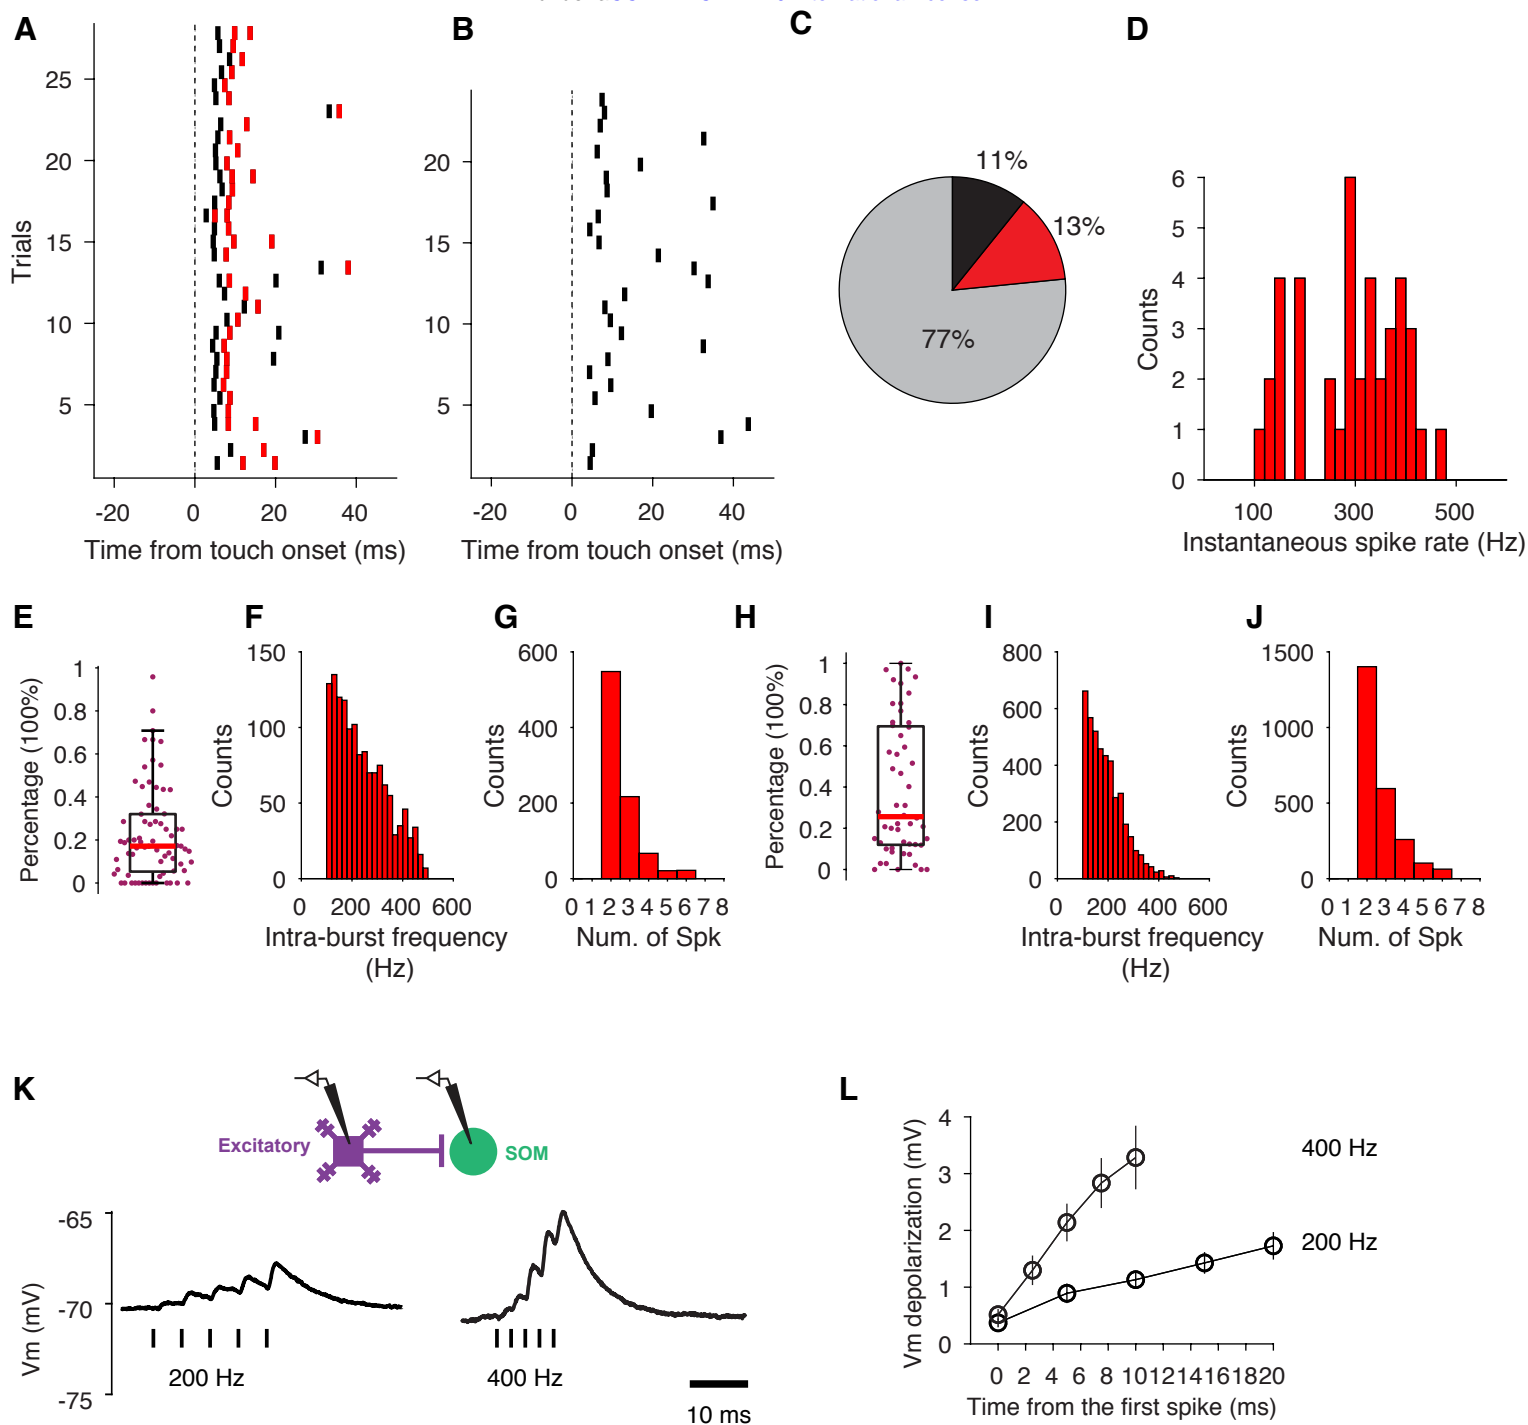 A
B
C
D
25
20
15
10
5
Trials
-20 0 20 40
Time from touch onset (ms)
20
15
10
5
-20 0 20 40
Time from touch onset (ms)
11%
13%
77%
6
5
4
3
2
1
0
Counts
100 300 500
Instantaneous spike rate (Hz)
E
F
G
H
I
J
1
0.8
0.6
0.4
0.2
0
Percentage (100%)
150
100
50
0
Counts
0 200 400 600
Intra-burst frequency
(Hz)
600
400
200
0
Counts
0 1 2 3 4 5 6 7 8
Num. of Spk
1
0.8
0.6
0.4
0.2
0
Percentage (100%)
800
600
400
200
0
Counts
0 200 400 600
Intra-burst frequency
(Hz)
1500
1000
500
0
Counts
0 1 2 3 4 5 6 7 8
Num. of Spk
K
Excitatory
SOM
-65
-70
-75
Vm (mV)
200 Hz
400 Hz
10 ms
L
4
3
2
1
0
Vm depolarization (mV)
400 Hz
200 Hz
0 2 4 6 8 10 12 14 16 18 20
Time from the first spike (ms)